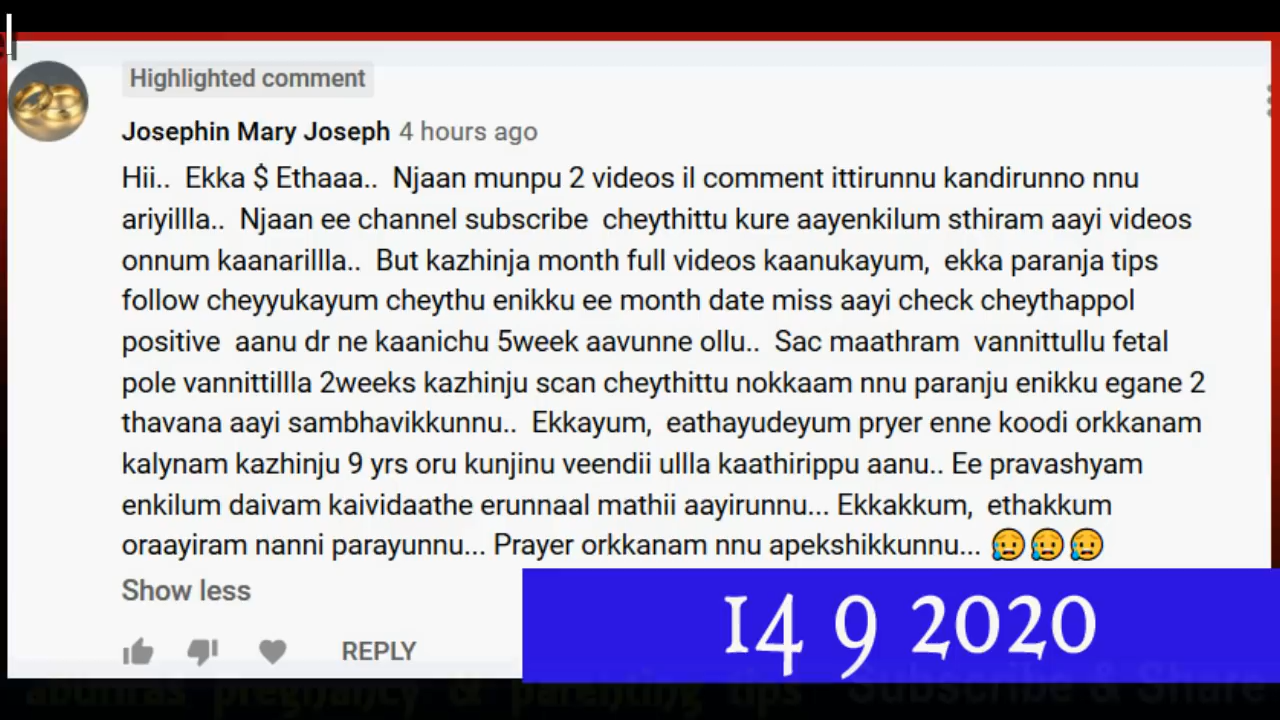 Highlighted comment
Josephin Mary Joseph 4 hours ago
Hii.. Ekka $ Ethaaa.. Njaan munpu 2 videos il comment ittirunnu kandirunno nnu
ariyillla.. Njaan ee channel subscribe cheythittu kure aayenkilum sthiram aayi videos
onnum kaanarillla.. But kazhinja month full videos kaanukayum, ekka paranja tips
follow cheyyukayum cheythu enikku ee month date miss aayi check cheythappol
positive aanu dr ne kaanichu 5week aavunne ollu.. Sac maathram vannittullu fetal
pole vannittillla 2weeks kazhinju scan cheythittu nokkaam nnu paranju enikku egane 2
thavana aayi sambhavikkunnu.. Ekkayum, eathayudeyum pryer enne koodi orkkanam
kalynam kazhinju 9 yrs oru kunjinu veendii ullla kaathirippu aanu.. Ee pravashyam
enkilum daivam kaividaathe erunnaal mathii aayirunnu... Ekkakkum, ethakkum
oraayiram nanni parayunnu... Prayer orkkanam nnu apekshikkunnu... 😥😥😥
Show less
REPLY
14 9 2020
pregnancy & parenting tips Subscribe & Share